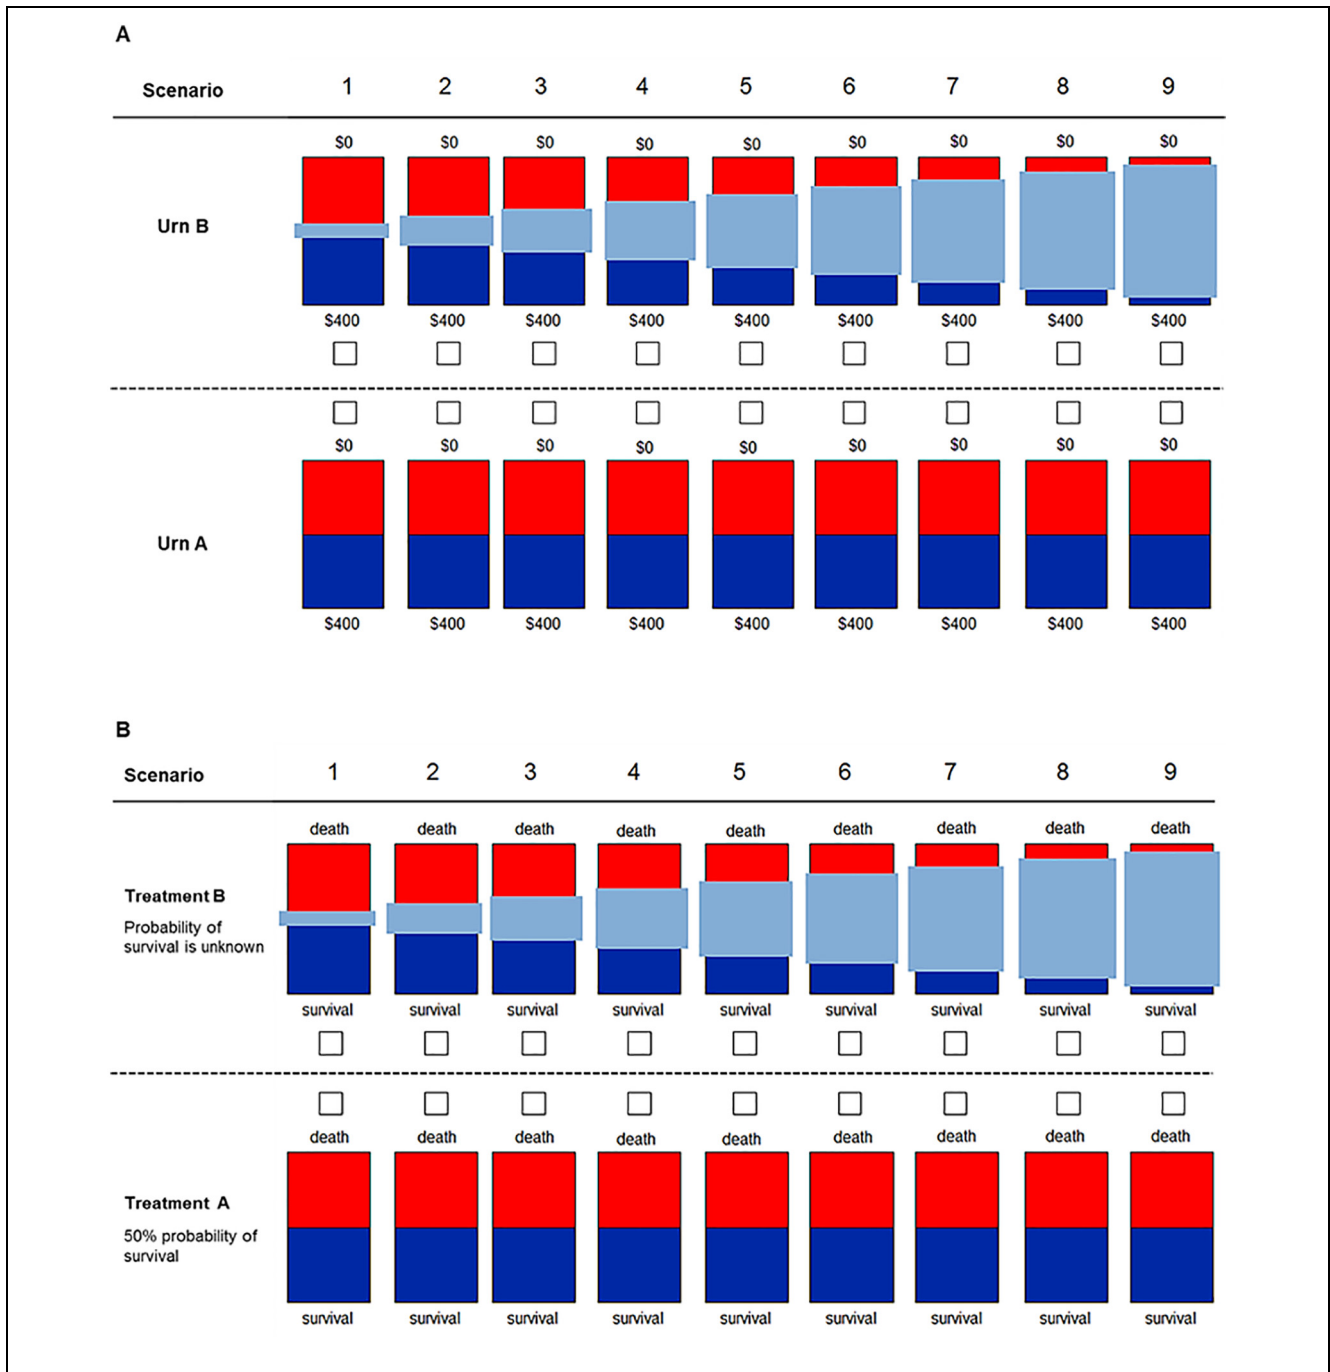 A
Scenario 1 2 3 4 5 6 7 8 9
$0 $0 $0 $0 $0 $0 $0 $0 $0
Urn B
$400 $400 $400 $400 $400 $400 $400 $400 $400
$0 $0 $0 $0 $0 $0 $0 $0 $0
Urn A
$400 $400 $400 $400 $400 $400 $400 $400 $400
B
Scenario 1 2 3 4 5 6 7 8 9
death death death death death death death death death
Treatment B
Probability of
survival is unknown
survival survival survival survival survival survival survival survival survival
death death death death death death death death death
Treatment A
50% probability of
survival
survival survival survival survival survival survival survival survival survival